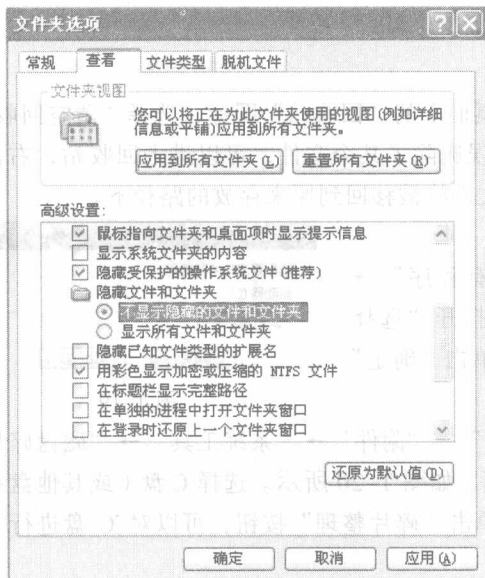 文件夹选项
常规 查看 文件类型 脱机文件
文件夹视图
您可以将正在为此文件夹使用的视图(例如详细
信息或平铺)应用到所有文件夹。
应用到所有文件夹(L) 重置所有文件夹(R)
高级设置:
鼠标指向文件夹和桌面项时显示提示信息
显示系统文件夹的内容
隐藏受保护的操作系统文件(推荐)
隐藏文件和文件夹
不显示隐藏的文件和文件夹
显示所有文件和文件夹
隐藏已知文件类型的扩展名
用彩色显示加密或压缩的 NTFS 文件
在标题栏显示完整路径
在单独的进程中打开文件夹窗口
在登录时还原上一个文件夹窗口
还原为默认值(D)
确定 取消 应用(A)